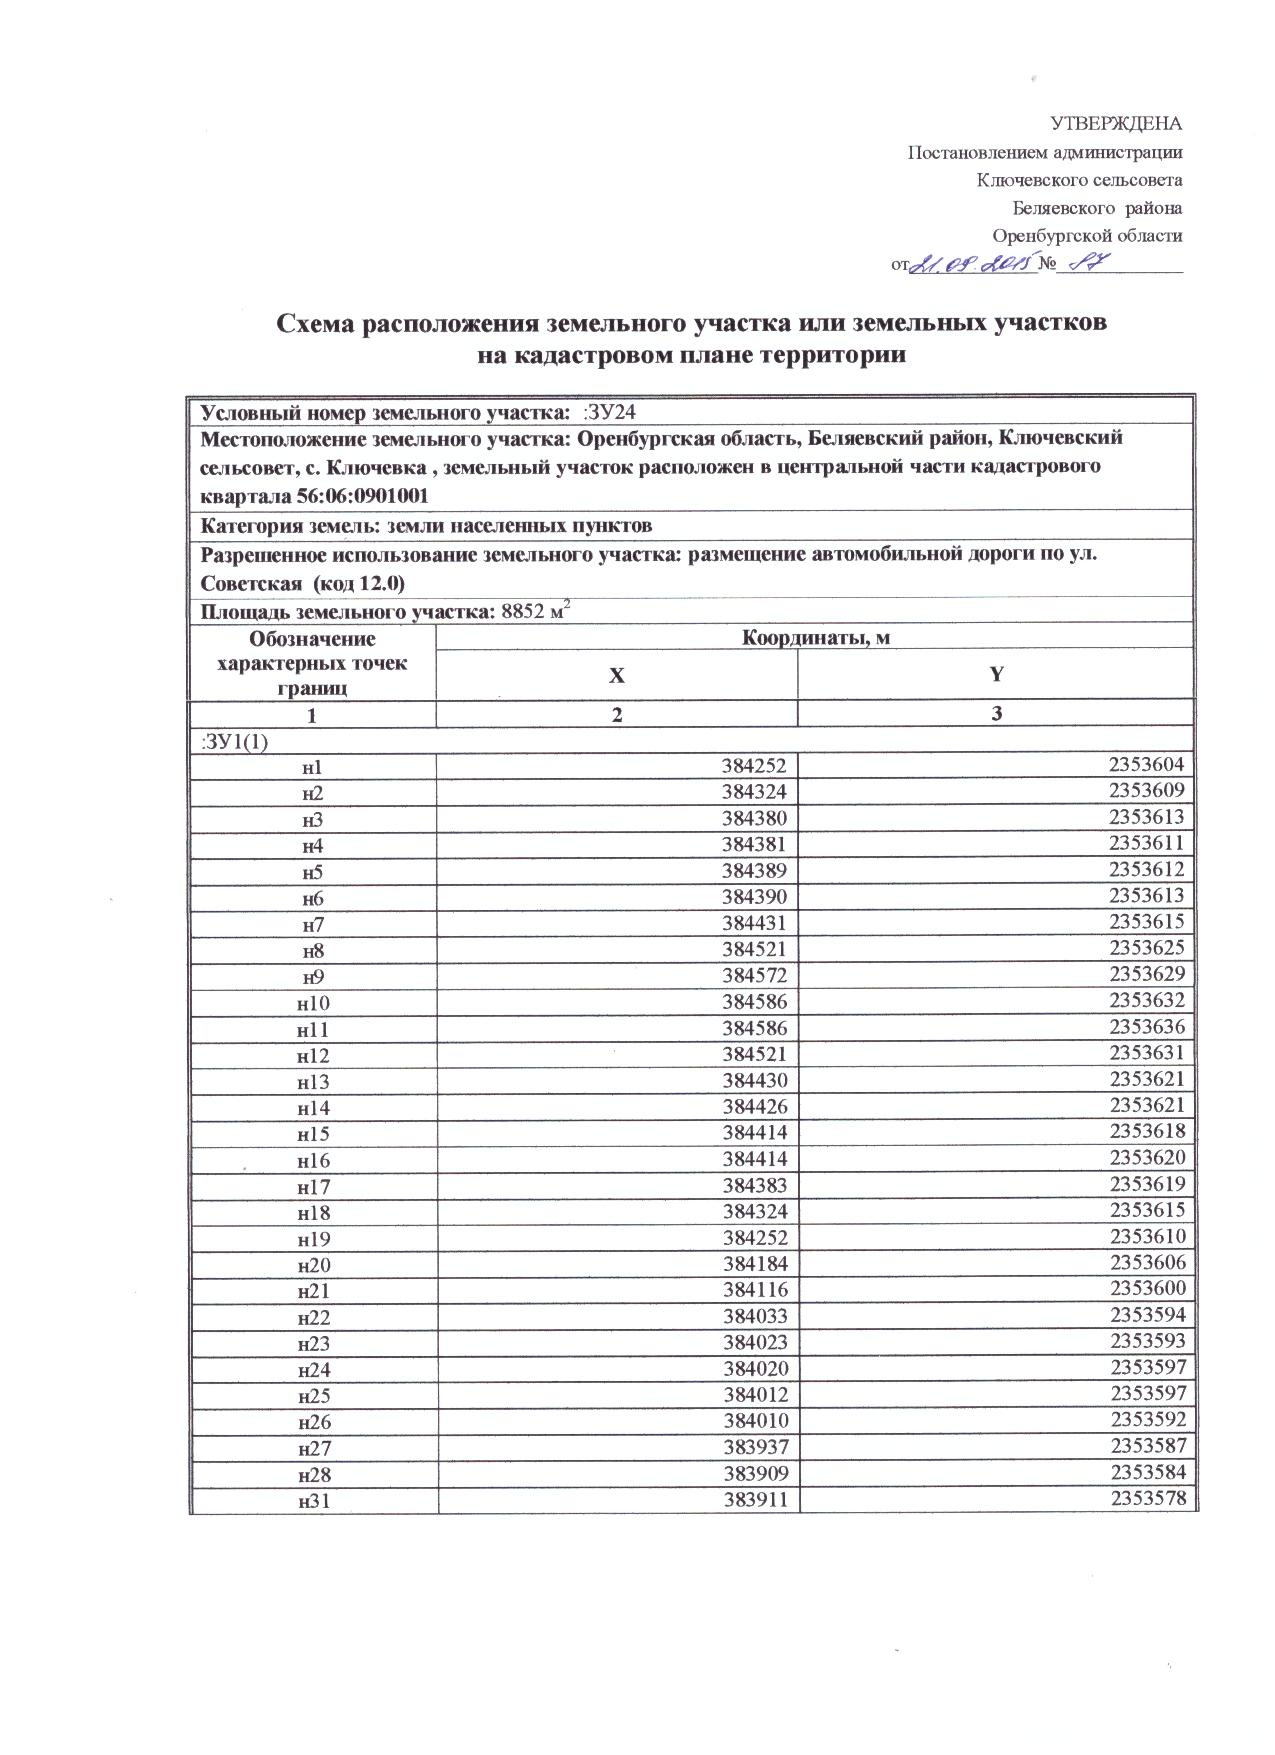 УТВЕРЖДЕНА
Постановлением администрации
Ключевского сельсовета
Беляевского района
Оренбургской области
от 21.09.2015 № 97
Схема расположения земельного участка или земельных участков
на кадастровом плане территории
Условный номер земельного участка: :ЗУ24
Местоположение земельного участка: Оренбургская область, Беляевский район, Ключевский
сельсовет, с. Ключевка , земельный участок расположен в центральной части кадастрового
квартала 56:06:0901001
Категория земель: земли населенных пунктов
Разрешенное использование земельного участка: размещение автомобильной дороги по ул.
Советская (код 12.0)
Площадь земельного участка: 8852 м²
Обозначение
характерных точек
границ
Координаты, м
X Y
1 2 3
:ЗУ1(1)
н1 384252 2353604
н2 384324 2353609
н3 384380 2353613
н4 384381 2353611
н5 384389 2353612
н6 384390 2353613
н7 384431 2353615
н8 384521 2353625
н9 384572 2353629
н10 384586 2353632
н11 384586 2353636
н12 384521 2353631
н13 384430 2353621
н14 384426 2353621
н15 384414 2353618
н16 384414 2353620
н17 384383 2353619
н18 384324 2353615
н19 384252 2353610
н20 384184 2353606
н21 384116 2353600
н22 384033 2353594
н23 384023 2353593
н24 384020 2353597
н25 384012 2353597
н26 384010 2353592
н27 383937 2353587
н28 383909 2353584
н31 383911 2353578